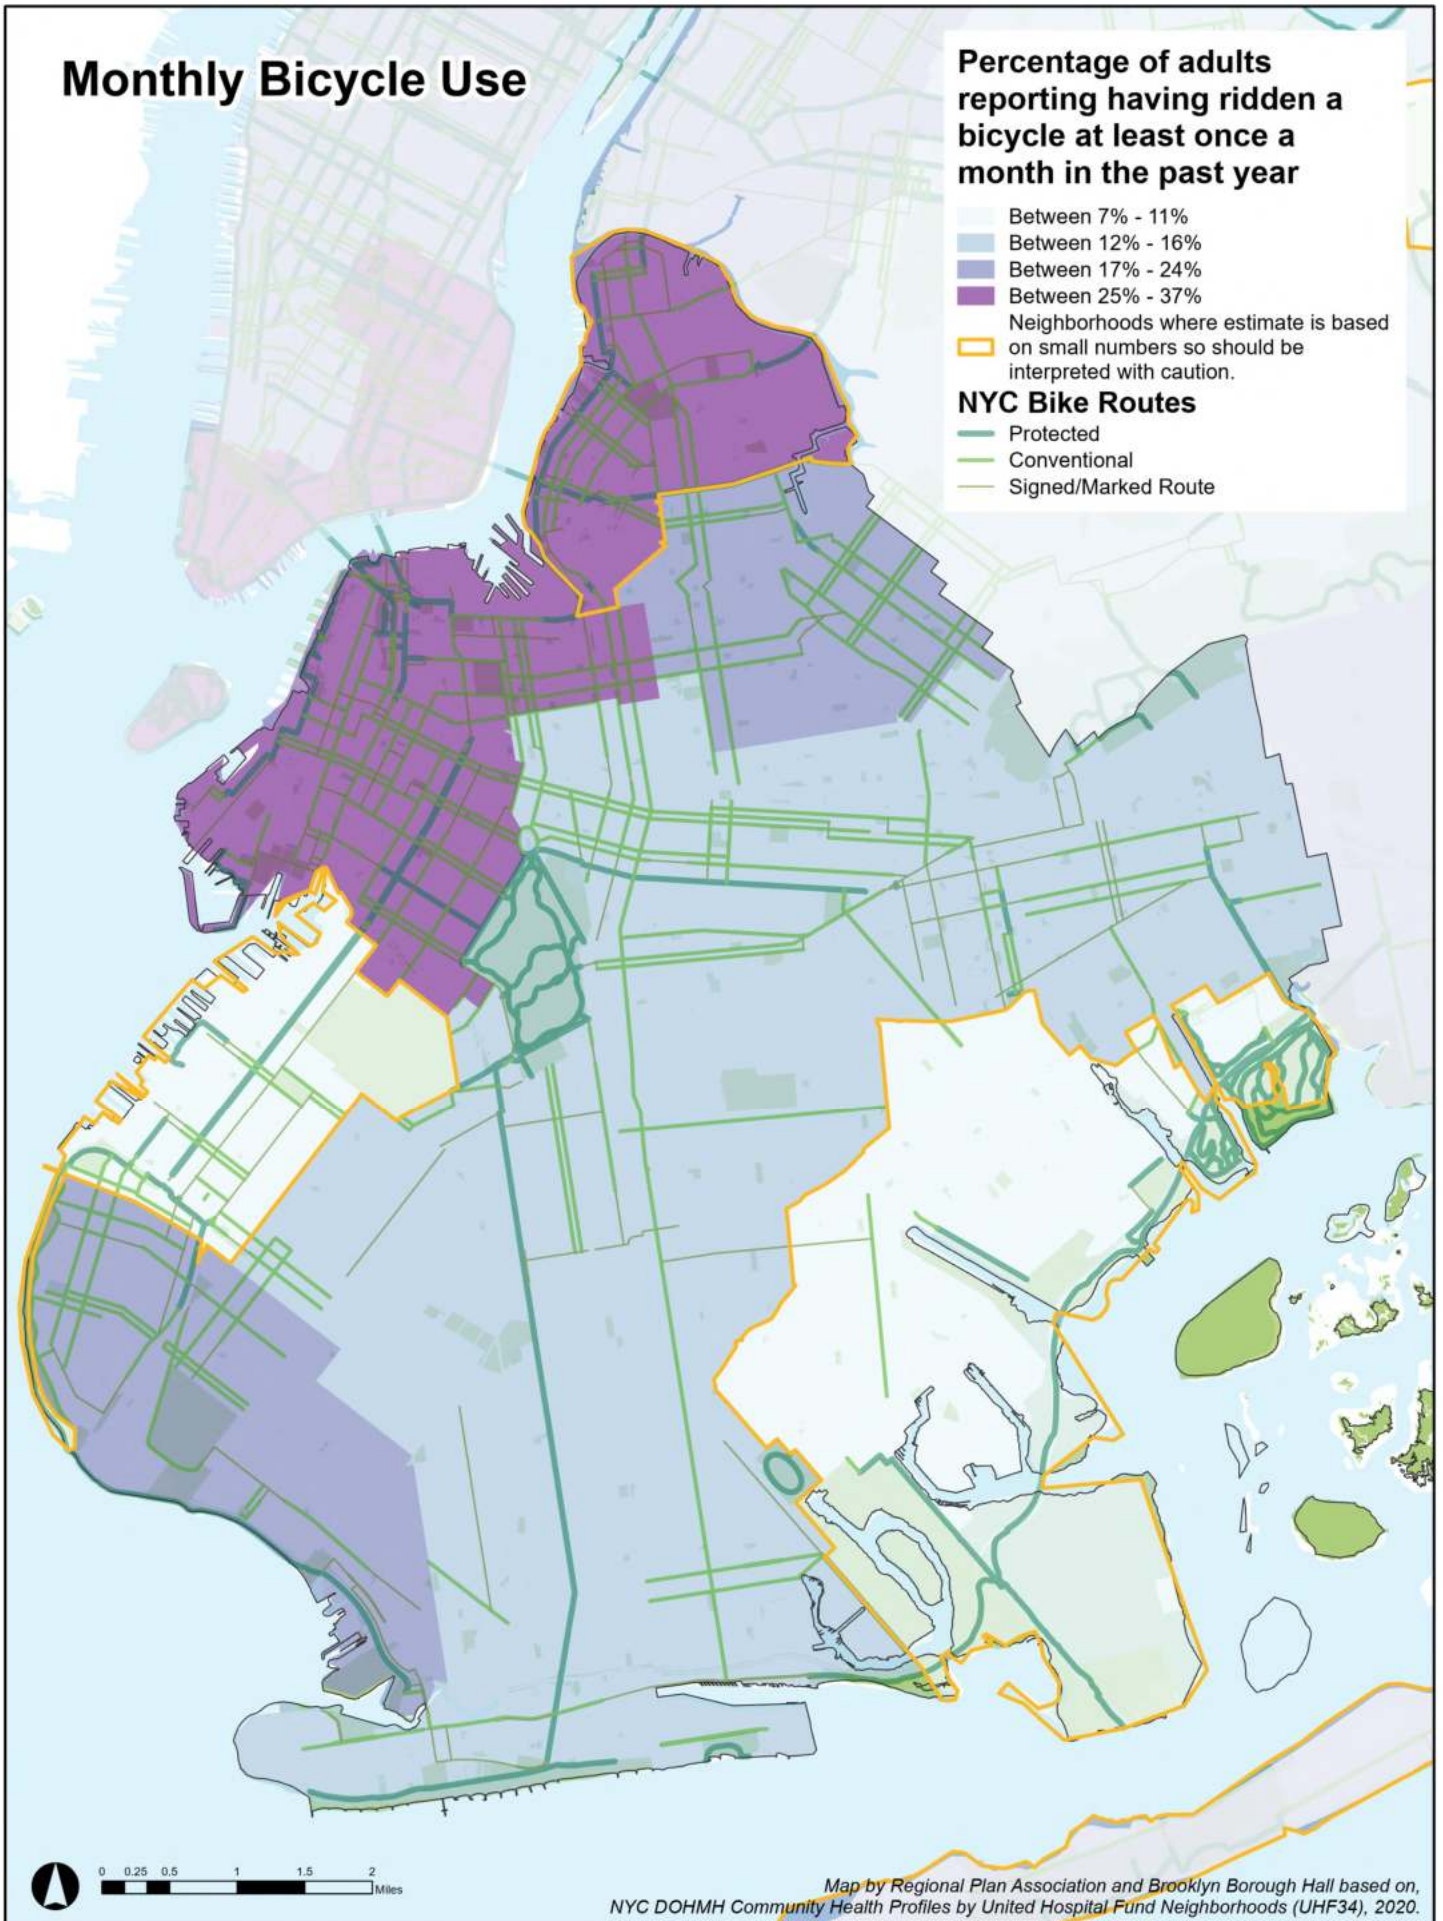 Monthly Bicycle Use
Percentage of adults
reporting having ridden a
bicycle at least once a
month in the past year
Between 7% - 11%
Between 12% - 16%
Between 17% - 24%
Between 25% - 37%
Neighborhoods where estimate is based
on small numbers so should be
interpreted with caution.
NYC Bike Routes
Protected
Conventional
Signed/Marked Route
0 0.25 0.5 1 1.5 2
Miles
Map by Regional Plan Association and Brooklyn Borough Hall based on,
NYC DOHMH Community Health Profiles by United Hospital Fund Neighborhoods (UHF34), 2020.